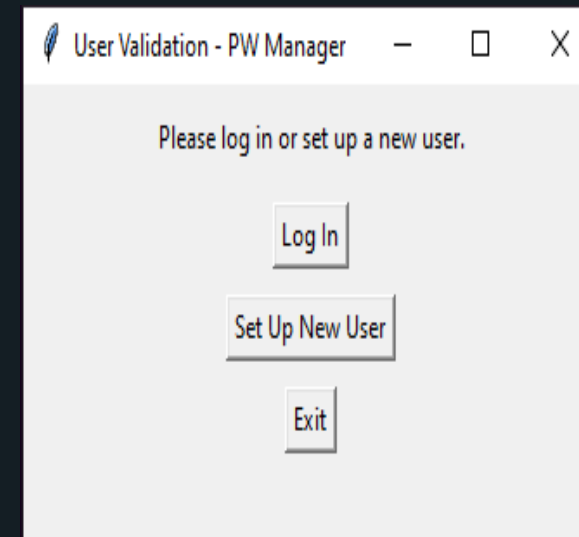 User Validation - PW Manager
Please log in or set up a new user.
Log In
Set Up New User
Exit